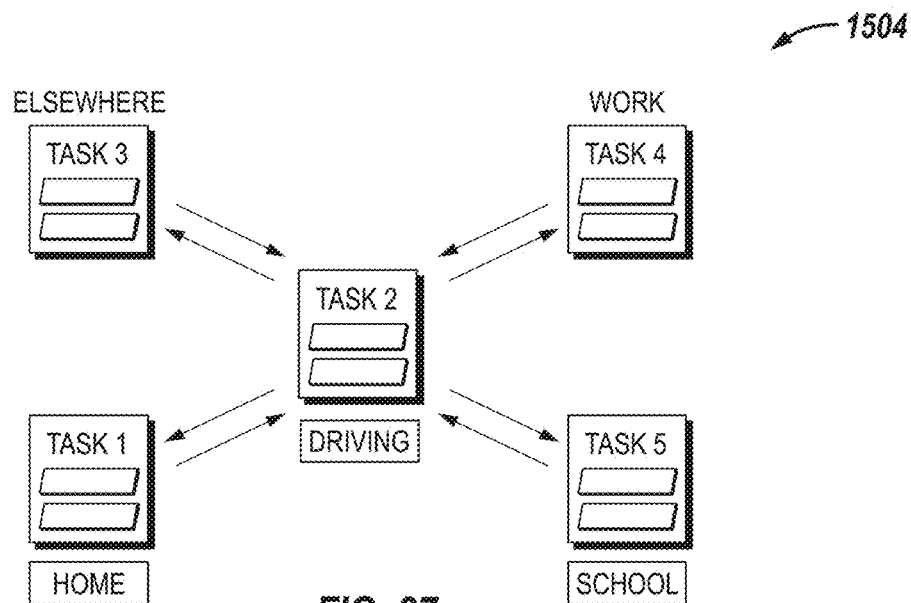 1504
ELSEWHERE
WORK
TASK 3
TASK 4
TASK 2
DRIVING
TASK 1
TASK 5
HOME
SCHOOL